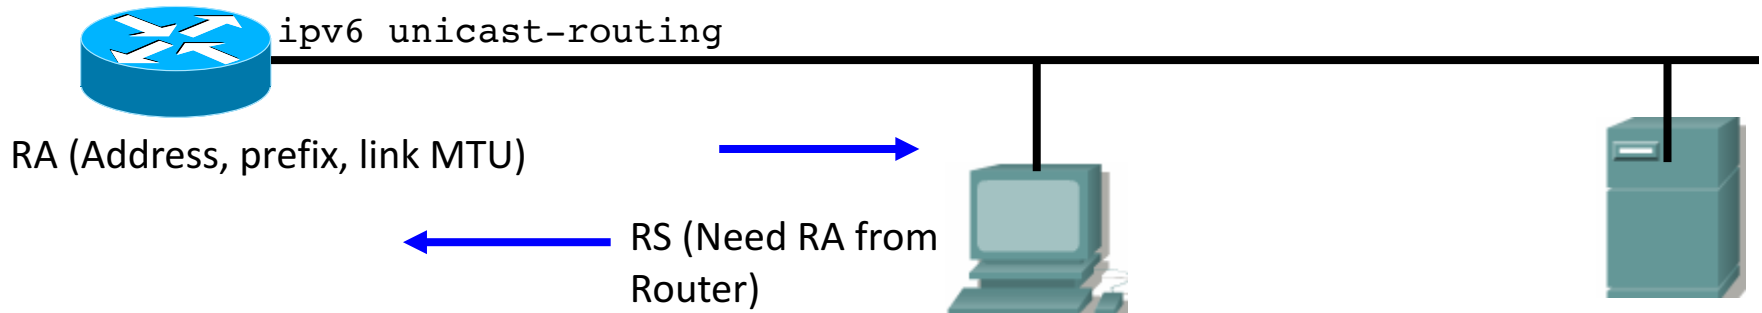 ipv6 unicast-routing
RA (Address, prefix, link MTU)
RS (Need RA from
Router)